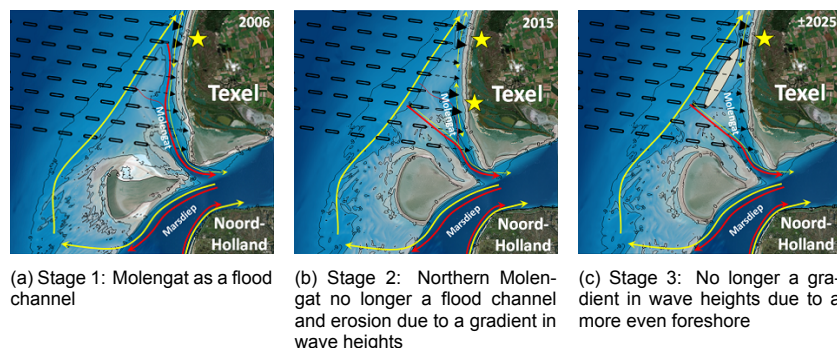 2006
Texel
Molengat
Marsdiep
Noord-
Holland
2015
Texel
Molengat
Marsdiep
Noord-
Holland
±2025
Texel
Molengat
Marsdiep
Noord-
Holland
(a) Stage 1: Molengat as a flood
channel
(b) Stage 2: Northern Molen-
gat no longer a flood channel
and erosion due to a gradient in
wave heights
(c) Stage 3: No longer a gra-
dient in wave heights due to a
more even foreshore